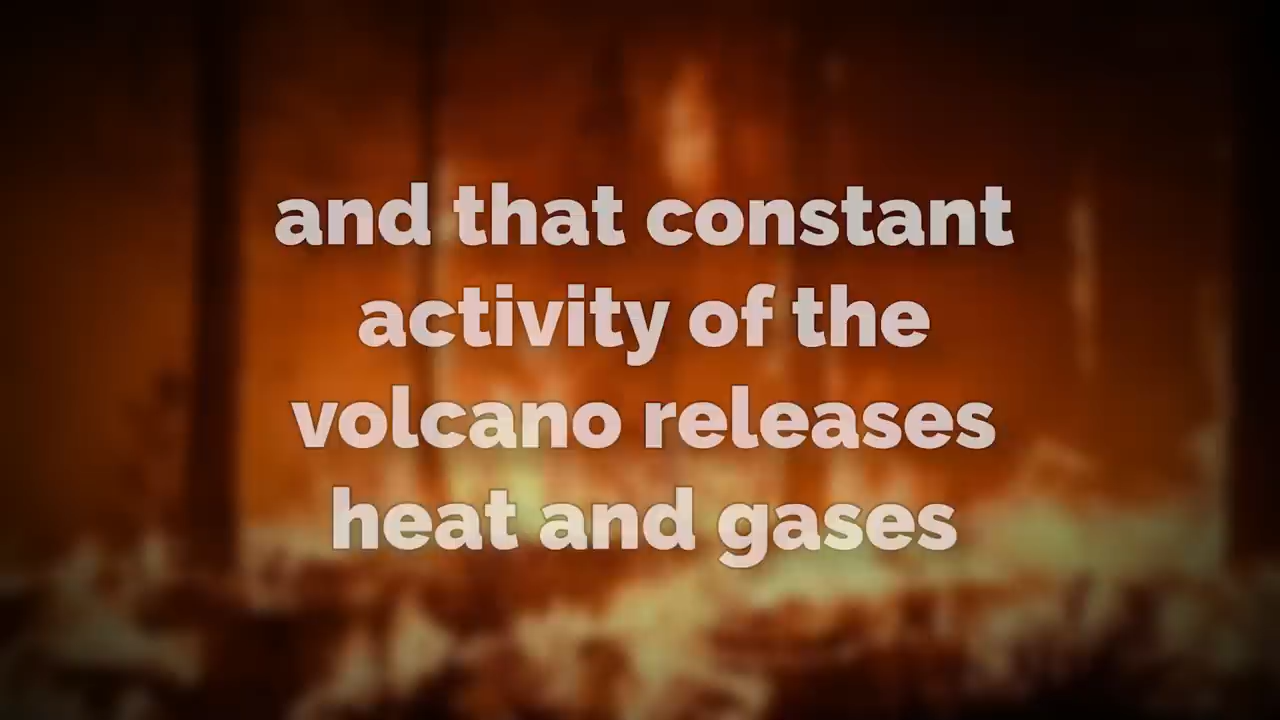 and that constant
activity of the
volcano releases
heat and gases